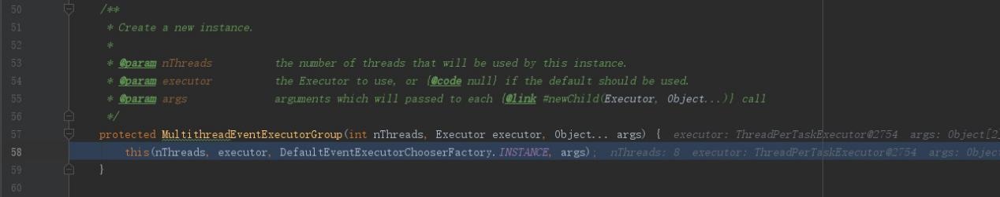 50 /**
51 * Create a new instance.
52 *
53 * @param nThreads the number of threads that will be used by this instance.
54 * @param executor the Executor to use, or {@code null} if the default should be used.
55 * @param args arguments which will passed to each {@link #newChild(Executor, Object...)} call
56 */
57 protected MultithreadEventExecutorGroup(int nThreads, Executor executor, Object... args) { executor: ThreadPerTaskExecutor@2754 args: Object[2
58 this(nThreads, executor, DefaultEventExecutorChooserFactory.INSTANCE, args); nThreads: 8 executor: ThreadPerTaskExecutor@2754 args: Objec
59 }
60